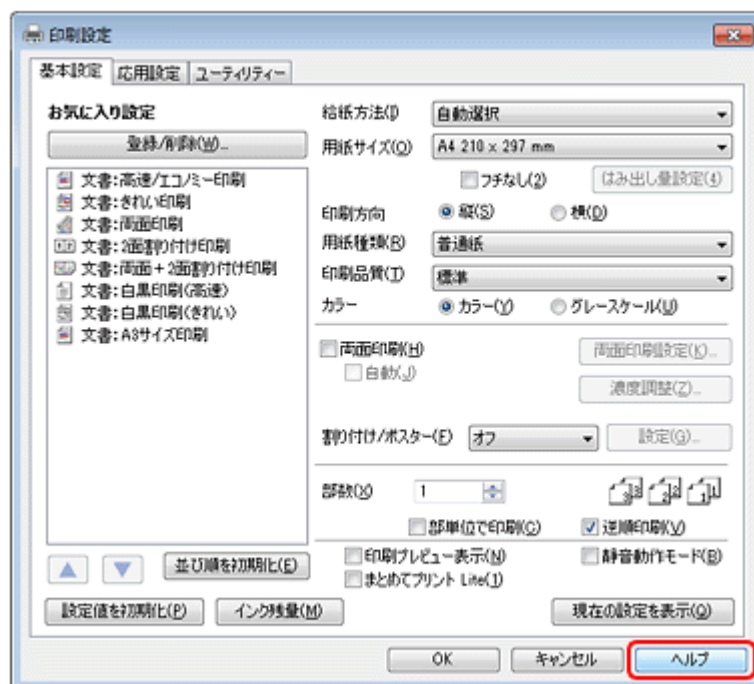 印刷設定
基本設定 応用設定 ユーティリティー
お気に入り設定
登録/削除(W)...
文書:高速/エコノミー印刷
文書:きれい印刷
文書:両面印刷
文書:2面割り付け印刷
文書:両面+2面割り付け印刷
文書:白黒印刷(高速)
文書:白黒印刷(きれい)
文書:A3サイズ印刷
並び順を初期化(E)
給紙方法(I) 自動選択
用紙サイズ(O) A4 210 x 297 mm
フチなし(2) はみ出し量設定(4)
印刷方向 縦(S) 横(D)
用紙種類(R) 普通紙
印刷品質(T) 標準
カラー カラー(Y) グレースケール(U)
両面印刷(H) 両面印刷設定(K)...
自動(J) 濃度調整(Z)...
割り付け/ポスター(F) オフ 設定(G)...
部数(X) 1 3 3 2 2 1 1
部単位で印刷(C) 逆順印刷(V)
印刷プレビュー表示(N) 静音動作モード(B)
まとめてプリント Lite(1)
設定値を初期化(P) インク残量(M) 現在の設定を表示(Q)
OK キャンセル ヘルプ